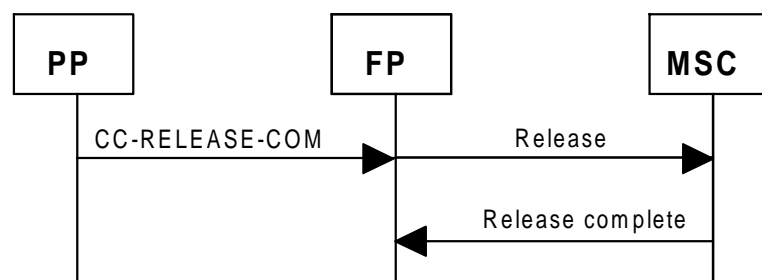 PP
FP
MSC
CC-RELEASE-COM
Release
Release complete